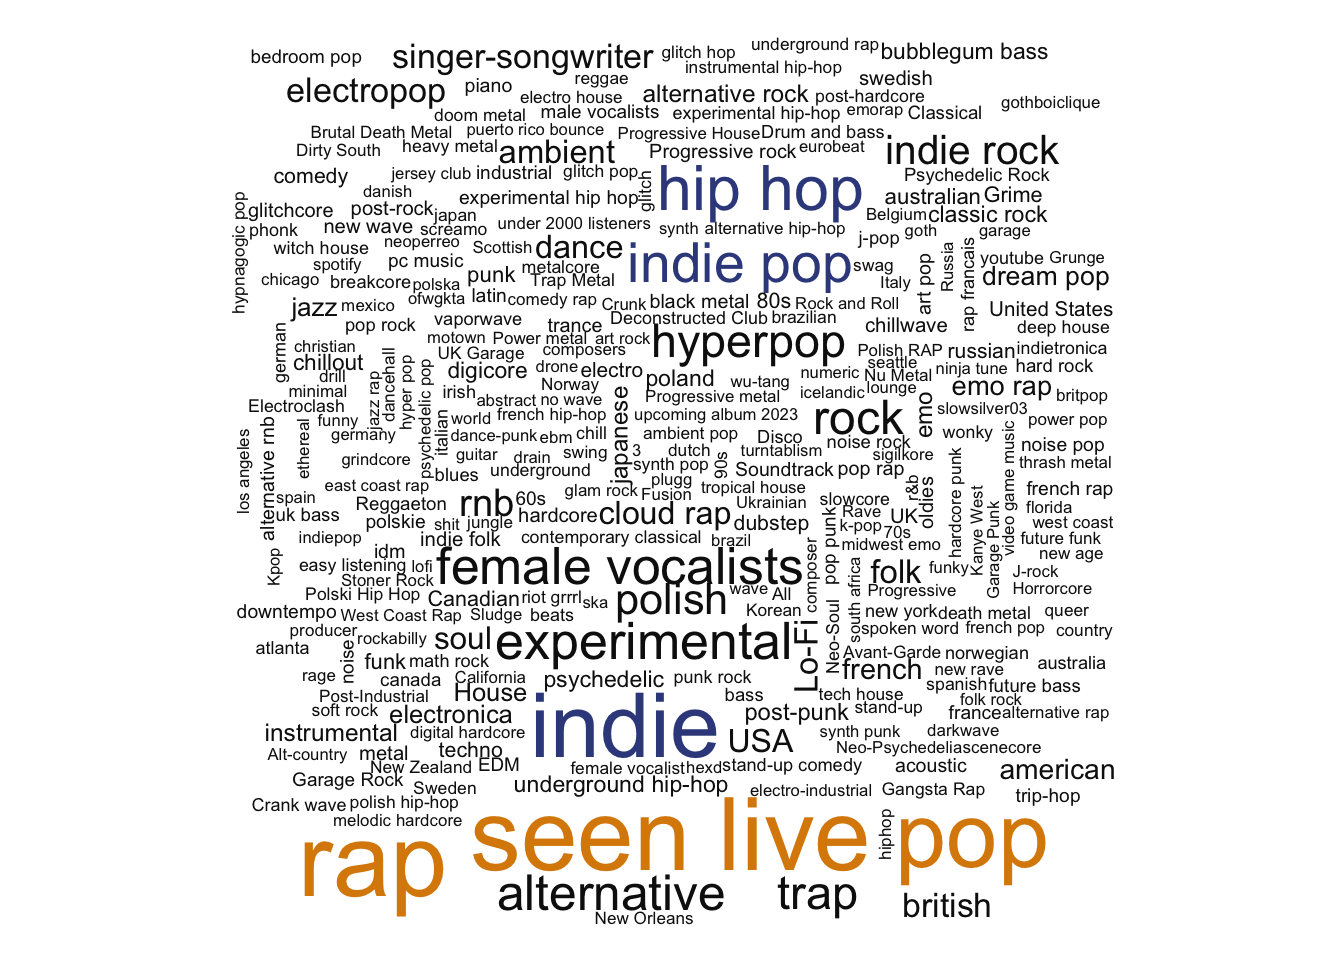 bedroom pop
singer-songwriter
glitch hop
underground rap
bubblegum bass
instrumental hip-hop
electropop
piano
reggae
electro house
alternative rock
post-hardcore
swedish
gothboiclique
doom metal
male vocalists
experimental hip-hop
emorap
Classical
Brutal Death Metal
puerto rico bounce
Progressive House
Drum and bass
Dirty South
heavy metal
ambient
Progressive rock
eurobeat
indie rock
comedy
jersey club
industrial
glitch pop
glitch
hip hop
Psychedelic Rock
danish
experimental hip hop
australian
Grime
hypnagogic pop
glitchcore
post-rock
japan
Belgium
classic rock
phonk
new wave
screamo
under 2000 listeners
synth
alternative hip-hop
j-pop
goth
garage
witch house
neoperreo
Scottish
dance
indie pop
swag
art pop
Russia
rap francais
youtube
Grunge
spotify
pc music
punk
metalcore
Trap Metal
Italy
dream pop
chicago
breakcore
polska
ofwgkta
latin
comedy rap
Crunk
black metal
80s
Rock and Roll
United States
jazz
mexico
vaporwave
trance
Deconstructed Club
brazilian
chillwave
deep house
pop rock
motown
Power metal
art rock
hyperpop
german
christian
UK Garage
composers
Polish RAP
russian
indietronica
chillout
dancehall
hyper pop
psychedelic pop
digicore
drone
electro
seattle
ninja tune
hard rock
drill
jazz rap
Norway
poland
wu-tang
numeric
Nu Metal
minimal
irish
abstract
no wave
japanese
Progressive metal
icelandic
lounge
emo rap
britpop
Electroclash
funny
italian
world
french hip-hop
upcoming album 2023
rock
emo
slowsilver03
power pop
los angeles
alternative rnb
ethereal
germany
dance-punk
ebm
chill
ambient pop
Disco
noise rock
wonky
video game music
noise pop
grindcore
guitar
drain
swing
3
dutch
turntablism
sigilkore
thrash metal
blues
underground
synth pop
90s
Soundtrack
pop rap
r&b
hardcore punk
east coast rap
plugg
tropical house
french rap
spain
Reggaeton
rnb
60s
glam rock
Fusion
Ukrainian
slowcore
oldies
Kanye West
Garage Punk
florida
uk bass
polskie
shit
jungle
hardcore
cloud rap
dubstep
Rave
UK
west coast
k-pop
70s
indiepop
indie folk
contemporary classical
brazil
pop punk
midwest emo
future funk
Kpop
idm
new age
easy listening
lofi
female vocalists
composer
folk
funky
J-rock
Stoner Rock
Polski Hip Hop
Canadian
riot grrrl
ska
polish
wave
All
south africa
Progressive
Horrorcore
downtempo
West Coast Rap
Sludge
beats
Korean
Neo-Soul
new york
death metal
queer
producer
rockabilly
soul
experimental
Lo-Fi
spoken word
french pop
country
atlanta
noise
funk
math rock
Avant-Garde
norwegian
australia
rage
canada
California
psychedelic
punk rock
french
new rave
Post-Industrial
House
bass
tech house
spanish
future bass
soft rock
electronica
indie
post-punk
stand-up
folk rock
france
alternative rap
instrumental
digital hardcore
USA
synth punk
darkwave
Alt-country
metal
techno
Neo-Psychedelia
scenecore
New Zealand
EDM
female vocalist
hexd
stand-up comedy
acoustic
american
Garage Rock
Sweden
underground hip-hop
electro-industrial
Gangsta Rap
trip-hop
Crank wave
polish hip-hop
melodic hardcore
rap
seen live
hiphop
pop
alternative
trap
british
New Orleans